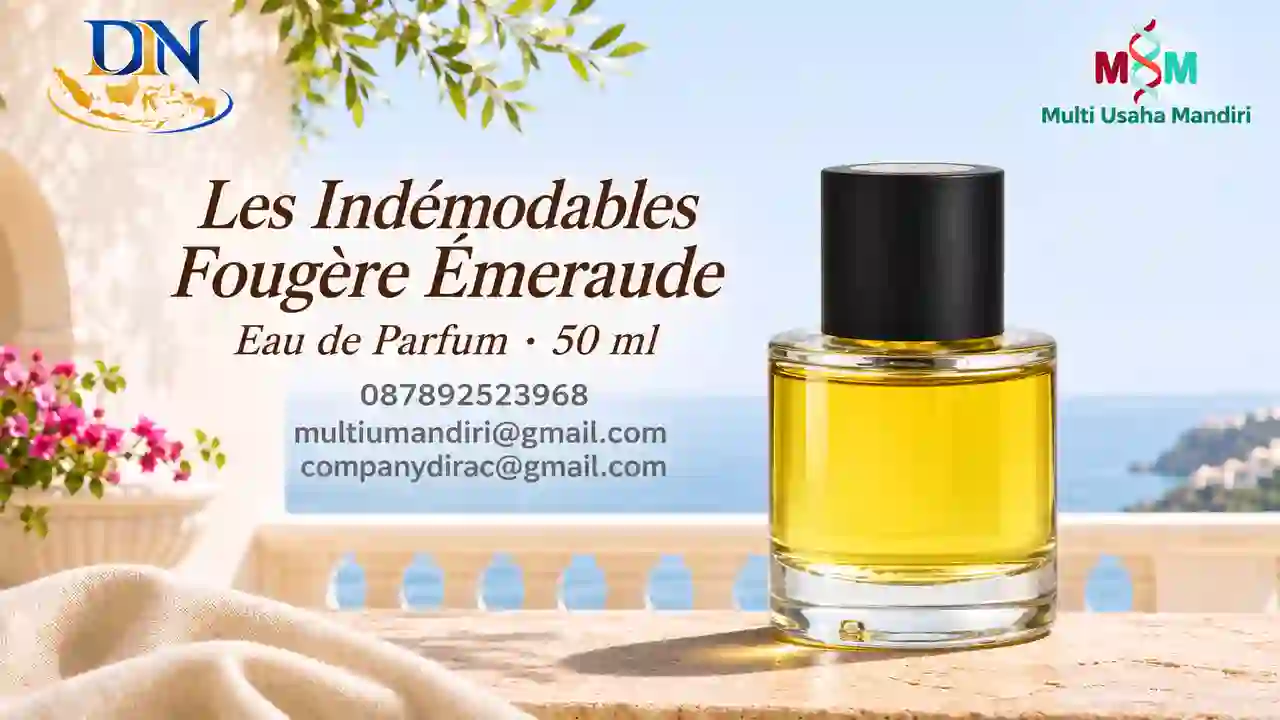 DIN
MSM
Multi Usaha Mandiri
Les Indémodables
Fougère Émeraude
Eau de Parfum • 50 ml
087892523968
multiumandiri@gmail.com
companydirac@gmail.com